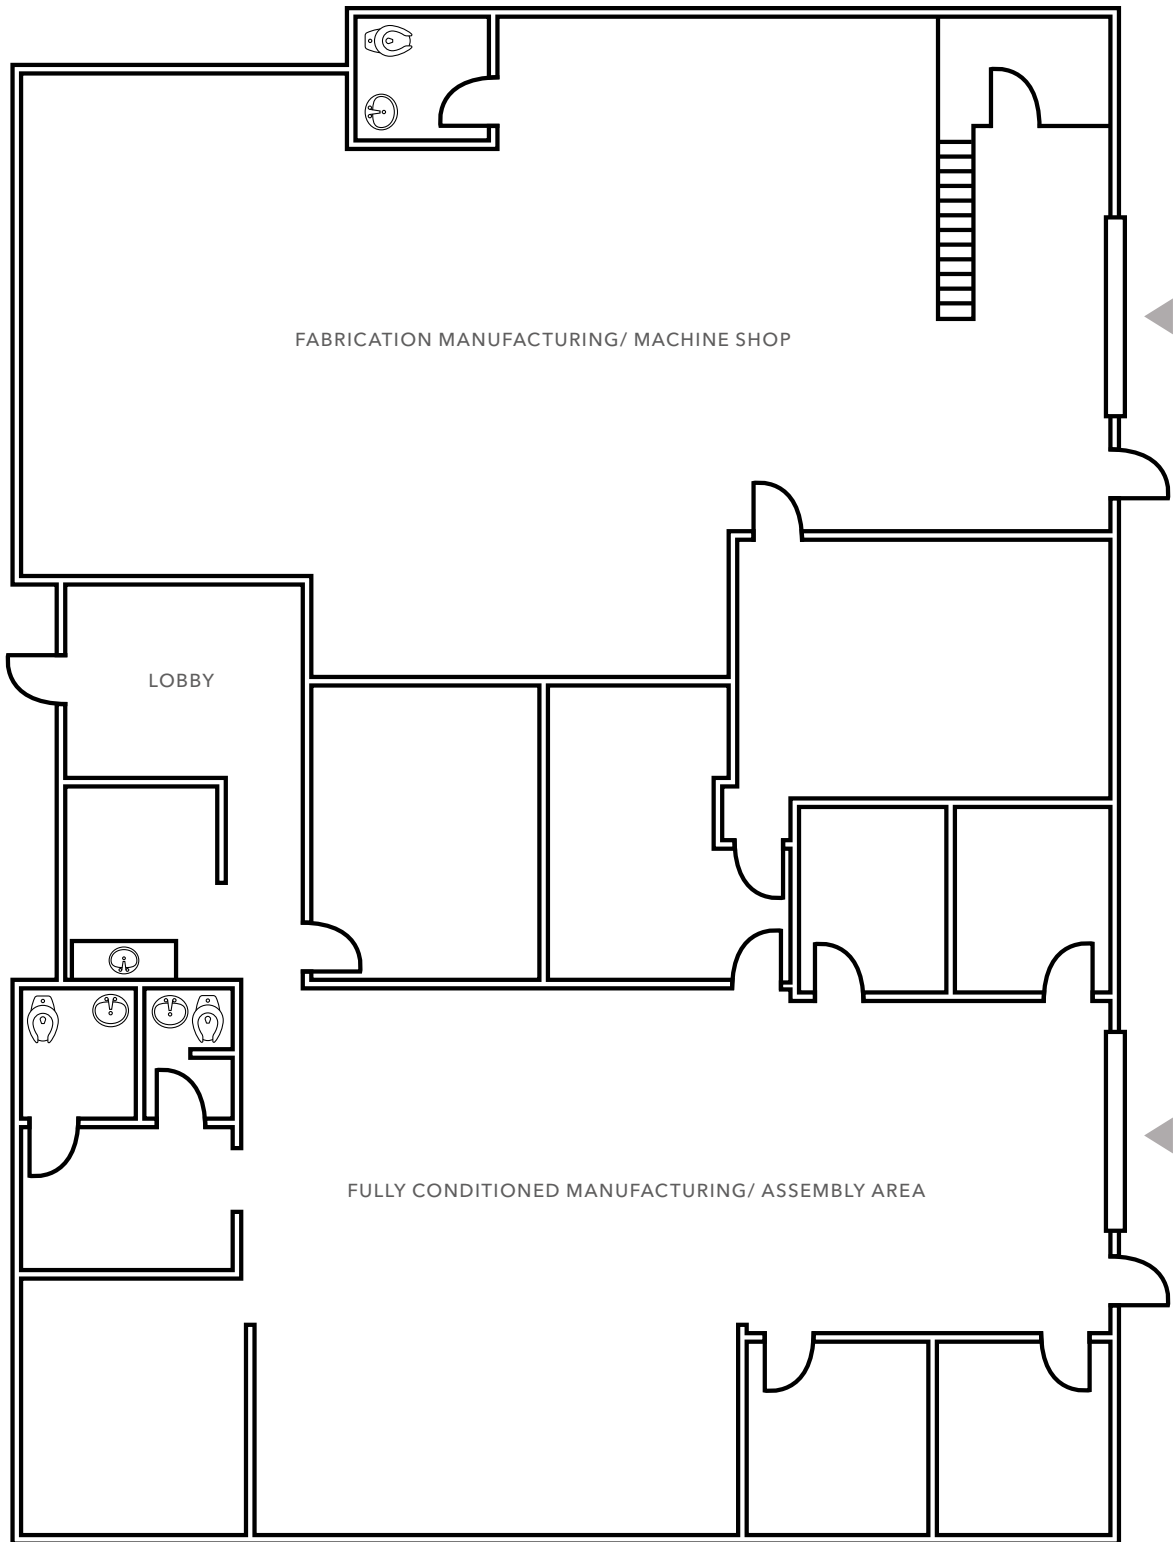 FABRICATION MANUFACTURING/ MACHINE SHOP
LOBBY
FULLY CONDITIONED MANUFACTURING/ ASSEMBLY AREA